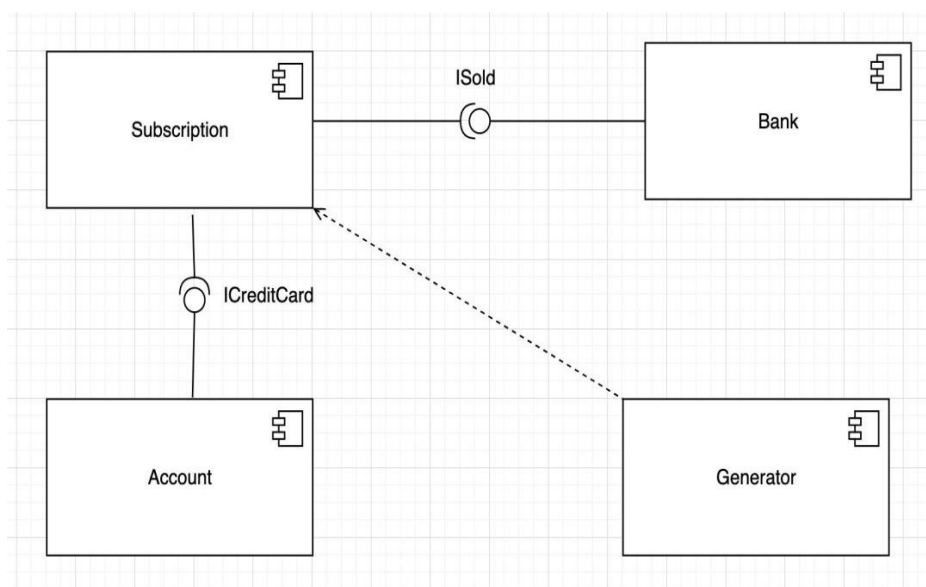 ISold
Subscription
Bank
ICreditCard
Account
Generator